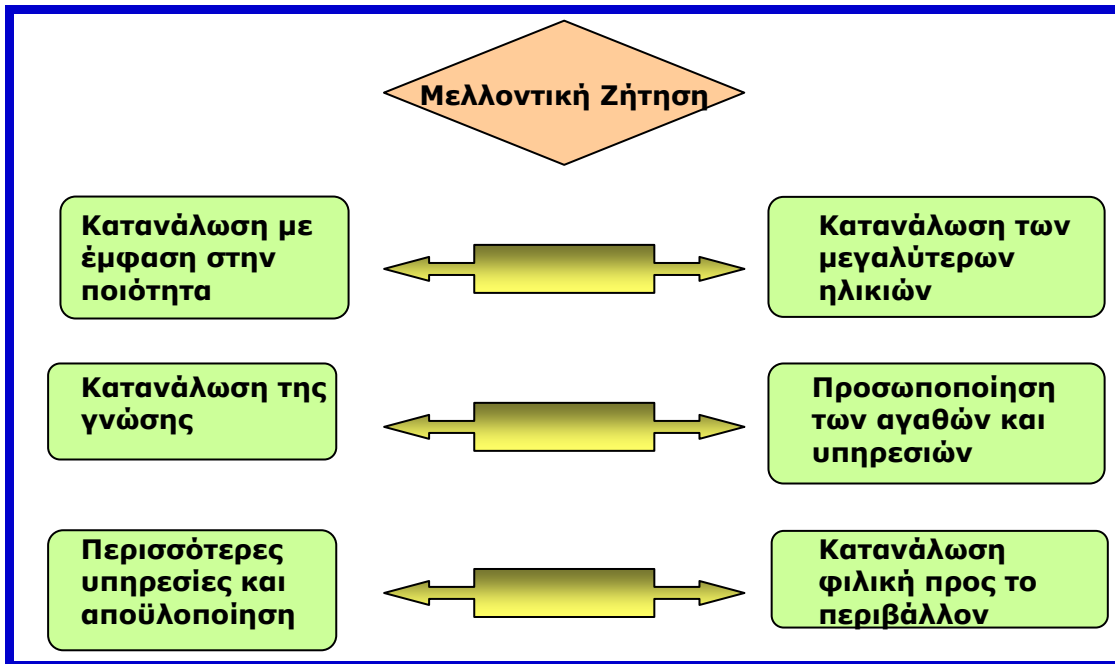 Μελλοντική Ζήτηση
Κατανάλωση με
έμφαση στην
ποιότητα
Κατανάλωση των
μεγαλύτερων
ηλικιών
Κατανάλωση της
γνώσης
Προσωποποίηση
των αγαθών και
υπηρεσιών
Περισσότερες
υπηρεσίες και
αποϋλοποίηση
Κατανάλωση
φιλική προς το
περιβάλλον